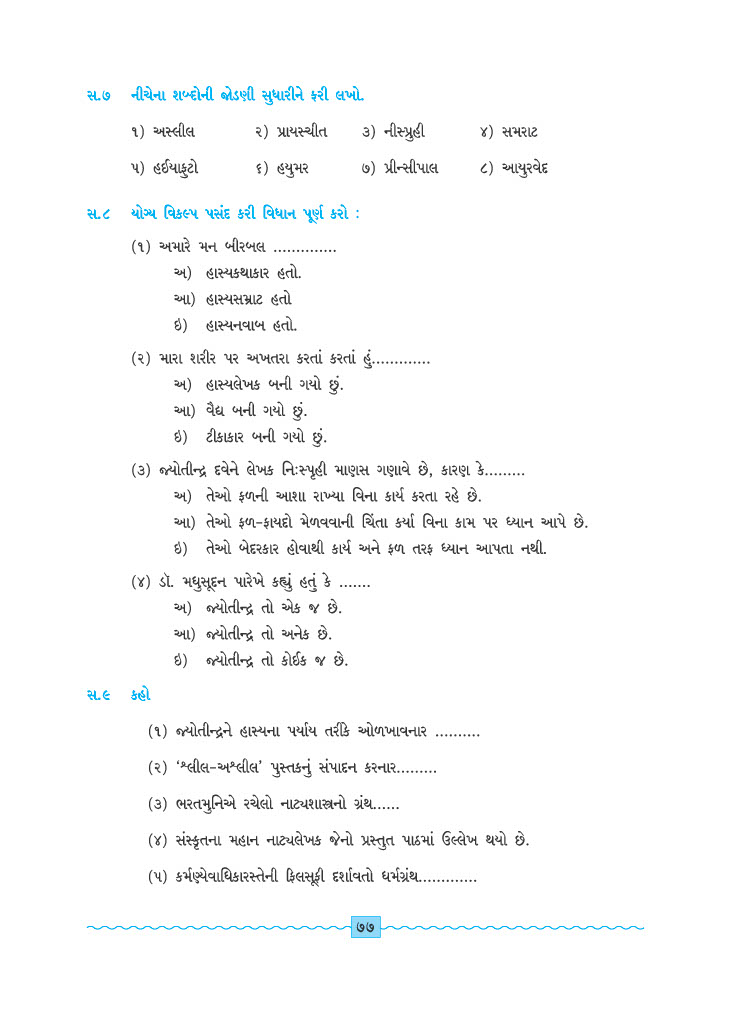 સ.૭ નીચેના શબ્દોની જોડણી સુધારીને ફરી લખો.
૧) અસ્લીલ ૨) પ્રાયસ્ચીત ૩) નીસ્પ્રુહી ૪) સમરાટ
૫) હઈયાફુટો ૬) હયુમર ૭) પ્રીન્સીપાલ ૮) આયુરવેદ
સ.૮ યોગ્ય વિકલ્પ પસંદ કરી વિધાન પૂર્ણ કરો :
(૧) અમારે મન બીરબલ ..............
અ) હાસ્યકથાકાર હતો.
આ) હાસ્યસમ્રાટ હતો
ઇ) હાસ્યનવાબ હતો.
(૨) મારા શરીર પર અખતરા કરતાં કરતાં હું.............
અ) હાસ્યલેખક બની ગયો છું.
આ) વૈદ્ય બની ગયો છું.
ઇ) ટીકાકાર બની ગયો છું.
(૩) જ્યોતીન્દ્ર દવેને લેખક નિઃસ્પૃહી માણસ ગણાવે છે, કારણ કે.........
અ) તેઓ ફળની આશા રાખ્યા વિના કાર્ય કરતા રહે છે.
આ) તેઓ ફળ-ફાયદો મેળવવાની ચિંતા કર્યા વિના કામ પર ધ્યાન આપે છે.
ઇ) તેઓ બેદરકાર હોવાથી કાર્ય અને ફળ તરફ ધ્યાન આપતા નથી.
(૪) ડૉ. મધુસૂદન પારેખે કહ્યું હતું કે .......
અ) જ્યોતીન્દ્ર તો એક જ છે.
આ) જ્યોતીન્દ્ર તો અનેક છે.
ઇ) જ્યોતીન્દ્ર તો કોઈક જ છે.
સ.૯ કહો
(૧) જ્યોતીન્દ્રને હાસ્યના પર્યાય તરીકે ઓળખાવનાર ..........
(૨) ‘શ્લીલ-અશ્લીલ’ પુસ્તકનું સંપાદન કરનાર.........
(૩) ભરતમુનિએ રચેલો નાટ્યશાસ્ત્રનો ગ્રંથ......
(૪) સંસ્કૃતના મહાન નાટ્યલેખક જેનો પ્રસ્તુત પાઠમાં ઉલ્લેખ થયો છે.
(૫) કર્મણ્યેવાધિકારસ્તેની ફિલસૂફી દર્શાવતો ધર્મગ્રંથ.............
૭૭